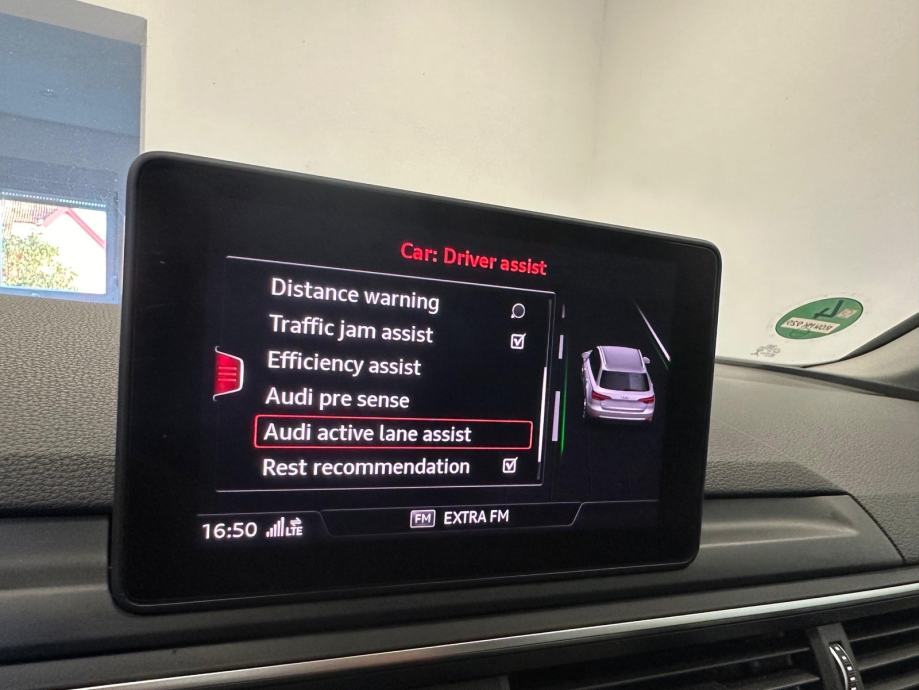 Car: Driver assist
Distance warning
Traffic jam assist
Efficiency assist
Audi pre sense
Audi active lane assist
Rest recommendation
16:50 LTE
FM EXTRA FM